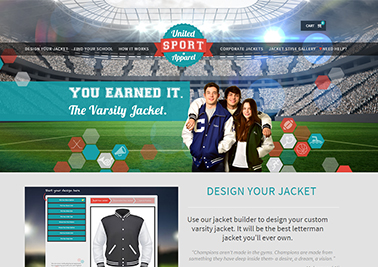 CART
United
SPORT
Apparel
DESIGN YOUR JACKET FIND YOUR SCHOOL HOW IT WORKS CORPORATE JACKETS JACKET STYLE GALLERY NEED HELP?
YOU EARNED IT.
The Varsity Jacket.
DESIGN YOUR JACKET
Use our jacket builder to design your custom
varsity jacket. It will be the best letterman
jacket you'll ever own.
"Champions aren't made in the gyms. Champions are made from
something they have deep inside them- a desire, a dream, a vision."
Start your design here